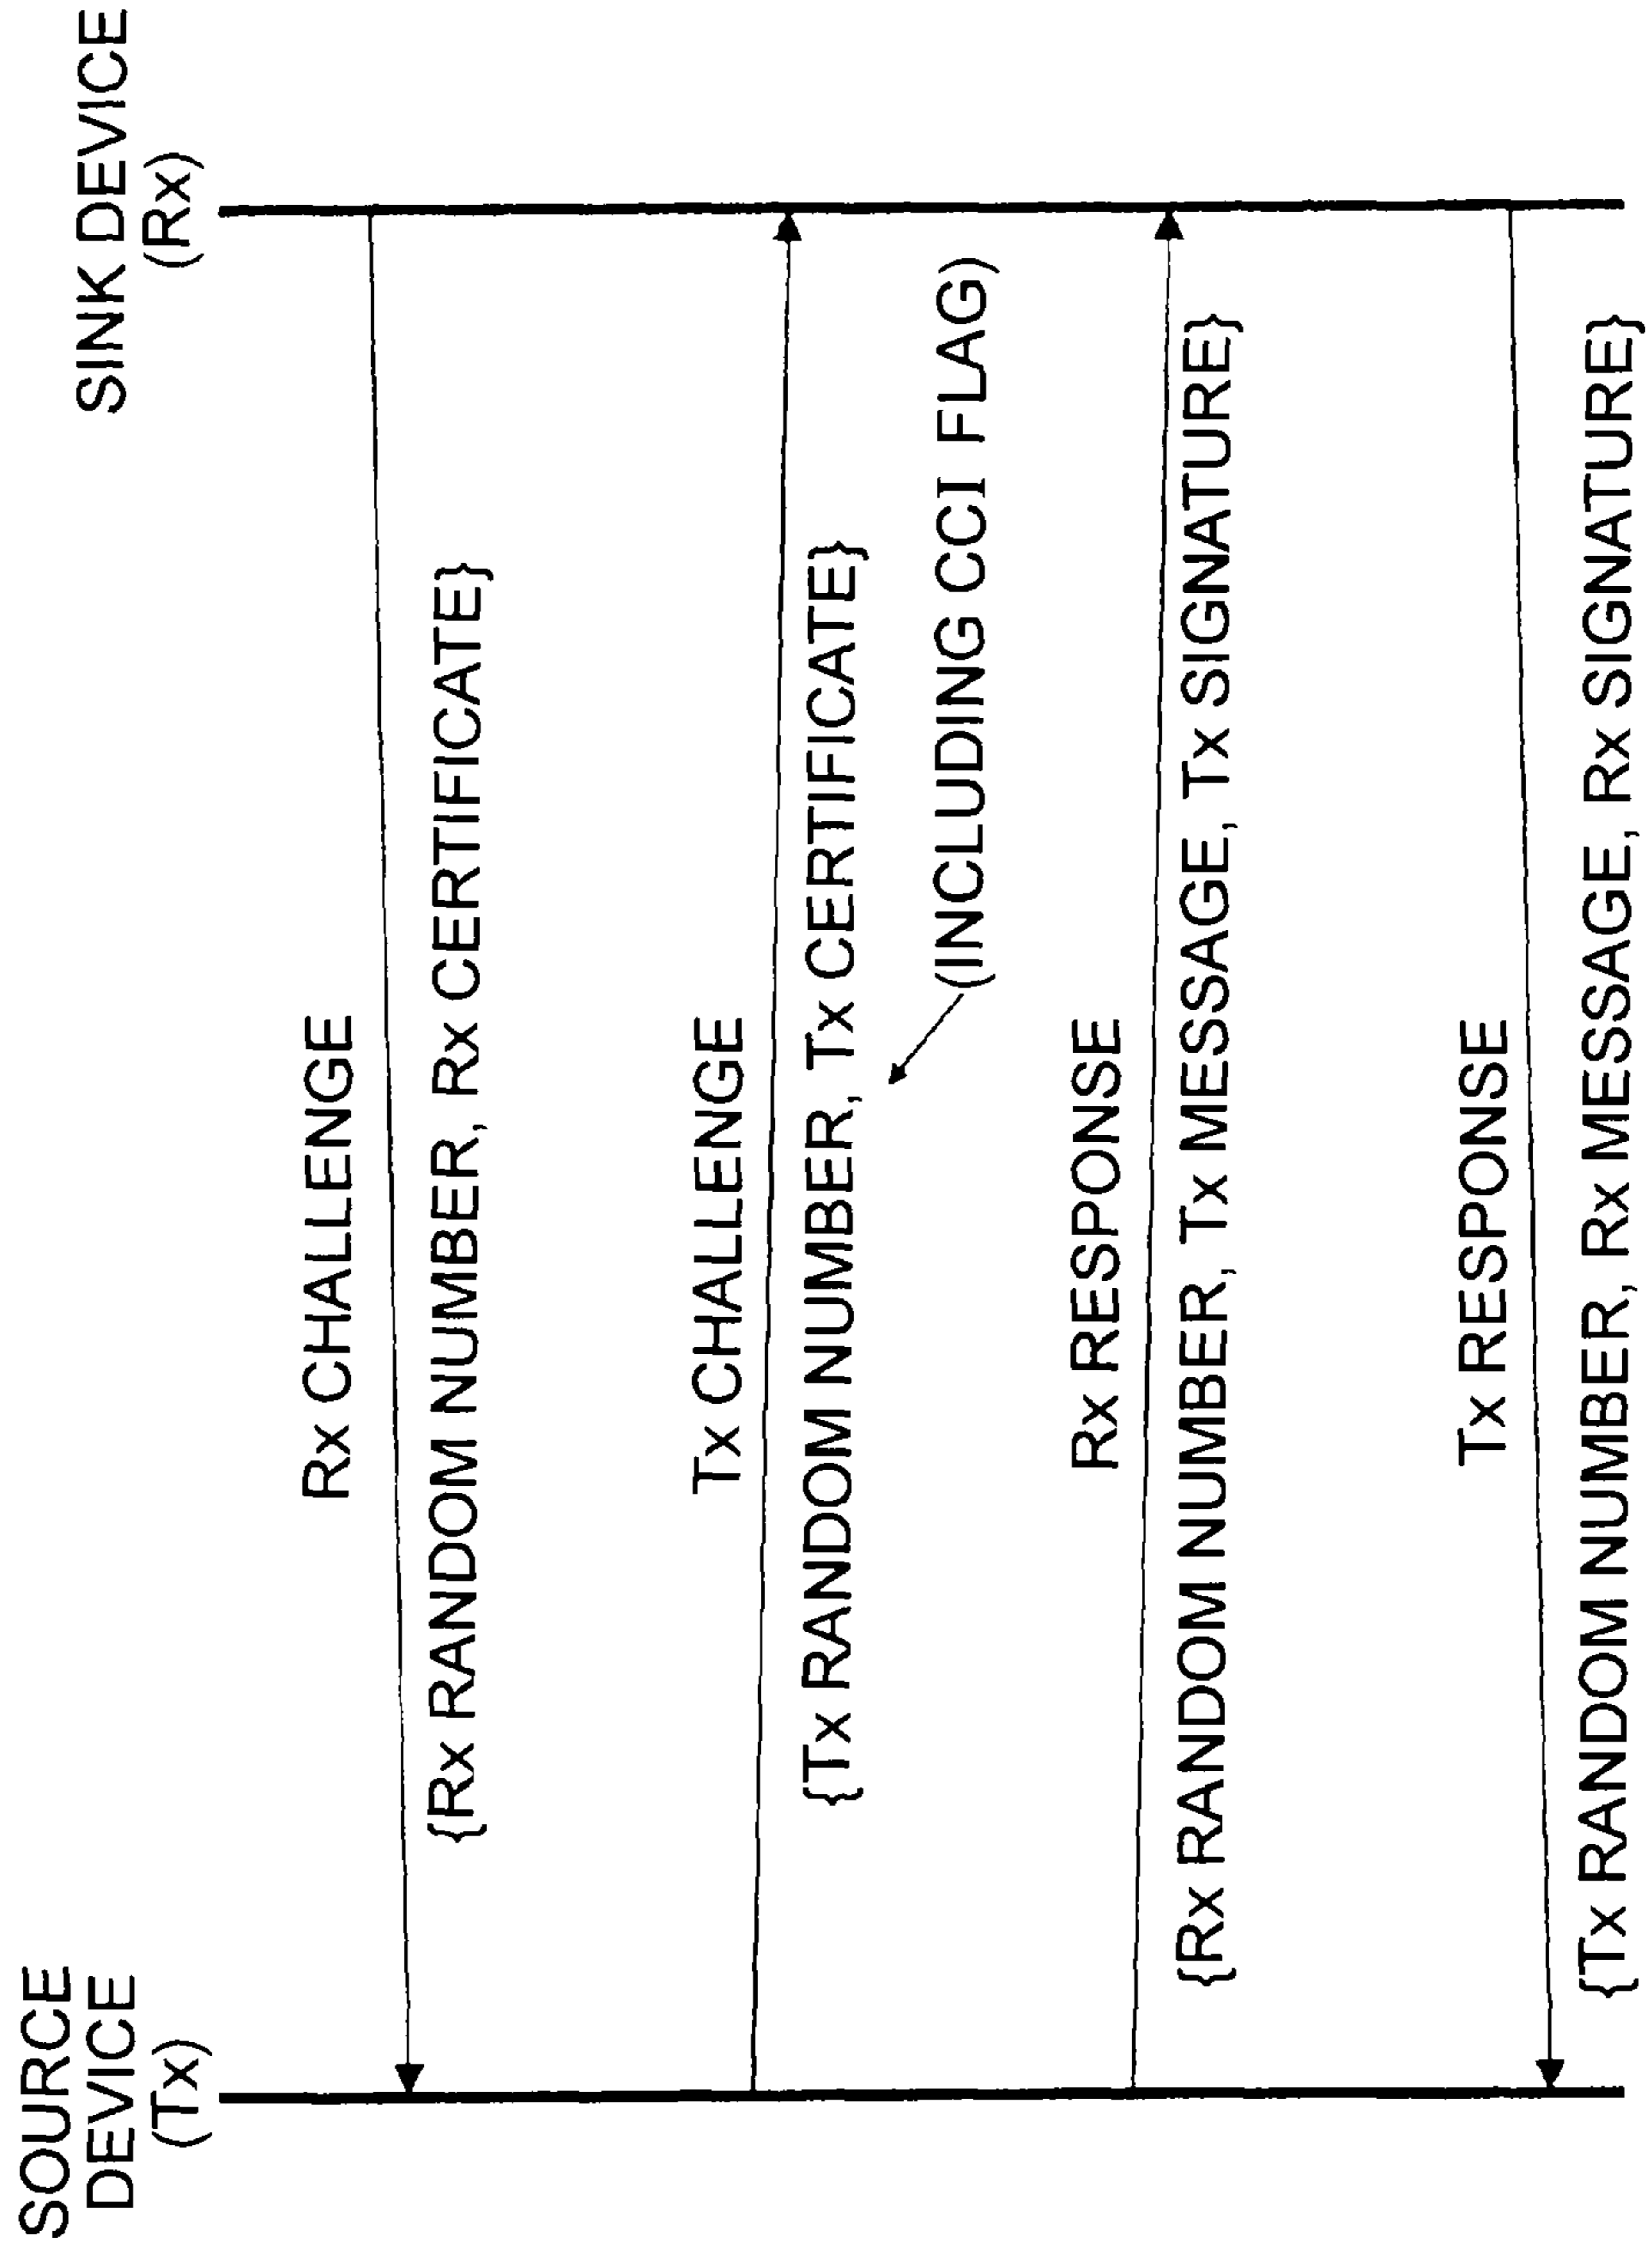 SOURCE
DEVICE
(Tx)
SINK DEVICE
(Rx)
Rx CHALLENGE
{Rx RANDOM NUMBER, Rx CERTIFICATE}
Tx CHALLENGE
{Tx RANDOM NUMBER, Tx CERTIFICATE}
(INCLUDING CCI FLAG)
Rx RESPONSE
{Rx RANDOM NUMBER, Tx MESSAGE, Tx SIGNATURE}
Tx RESPONSE
{Tx RANDOM NUMBER, Rx MESSAGE, Rx SIGNATURE}